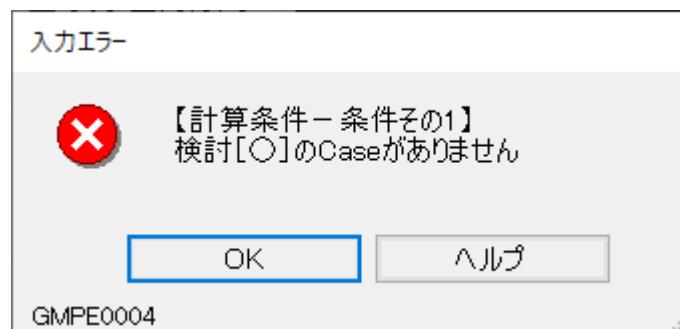 入力エラー
【計算条件－条件その1】
検討[○]のCaseがありません
OK
ヘルプ
GMPE0004